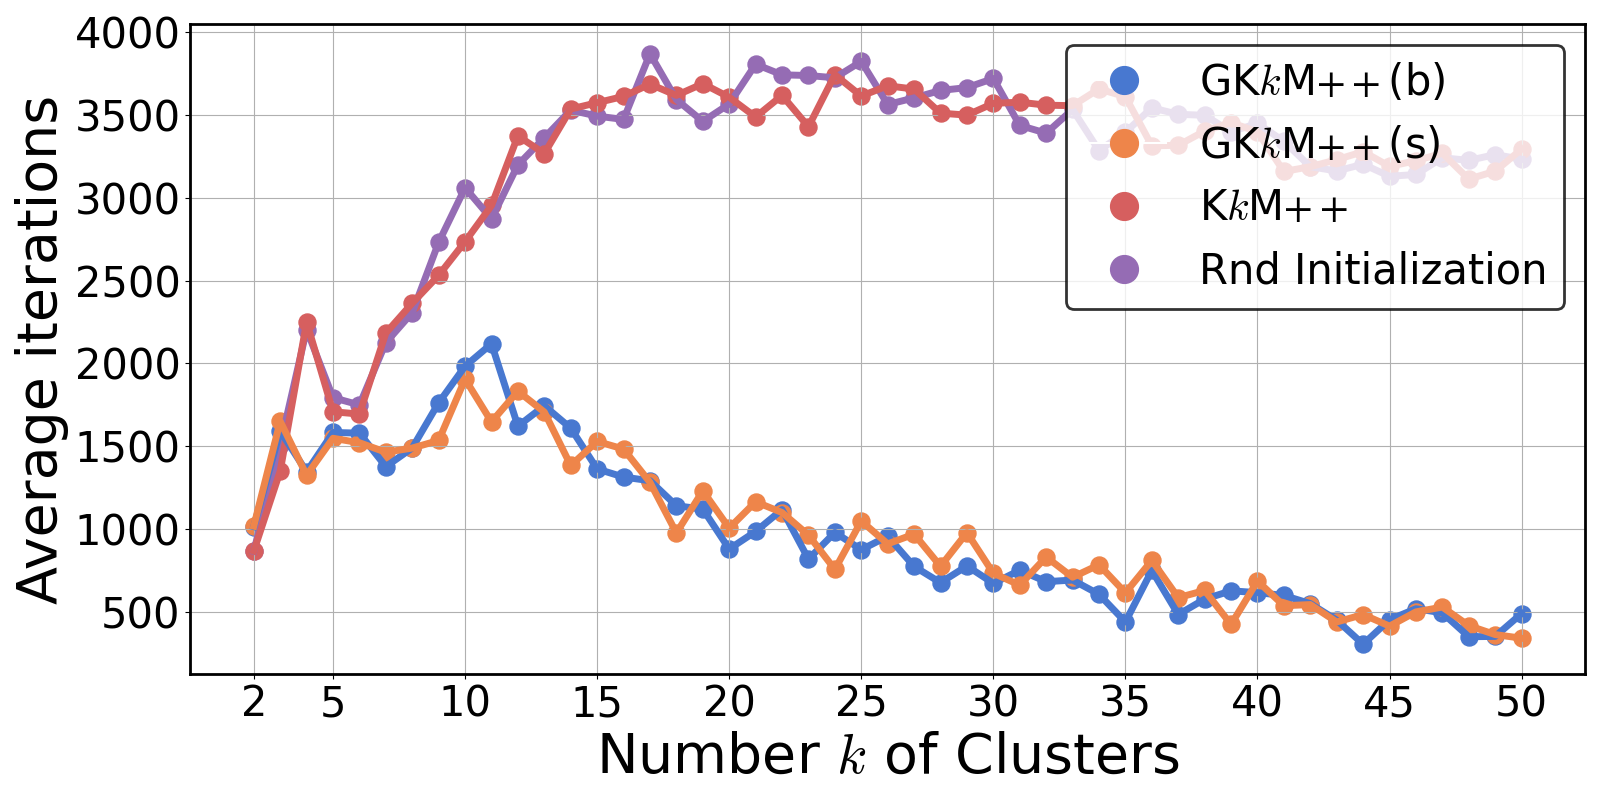 4000
3500
3000
2500
2000
1500
1000
500
Average iterations
GKkM++(b)
GKkM++(s)
KkM++
Rnd Initialization
2 5 10 15 20 25 30 35 40 45 50
Number k of Clusters